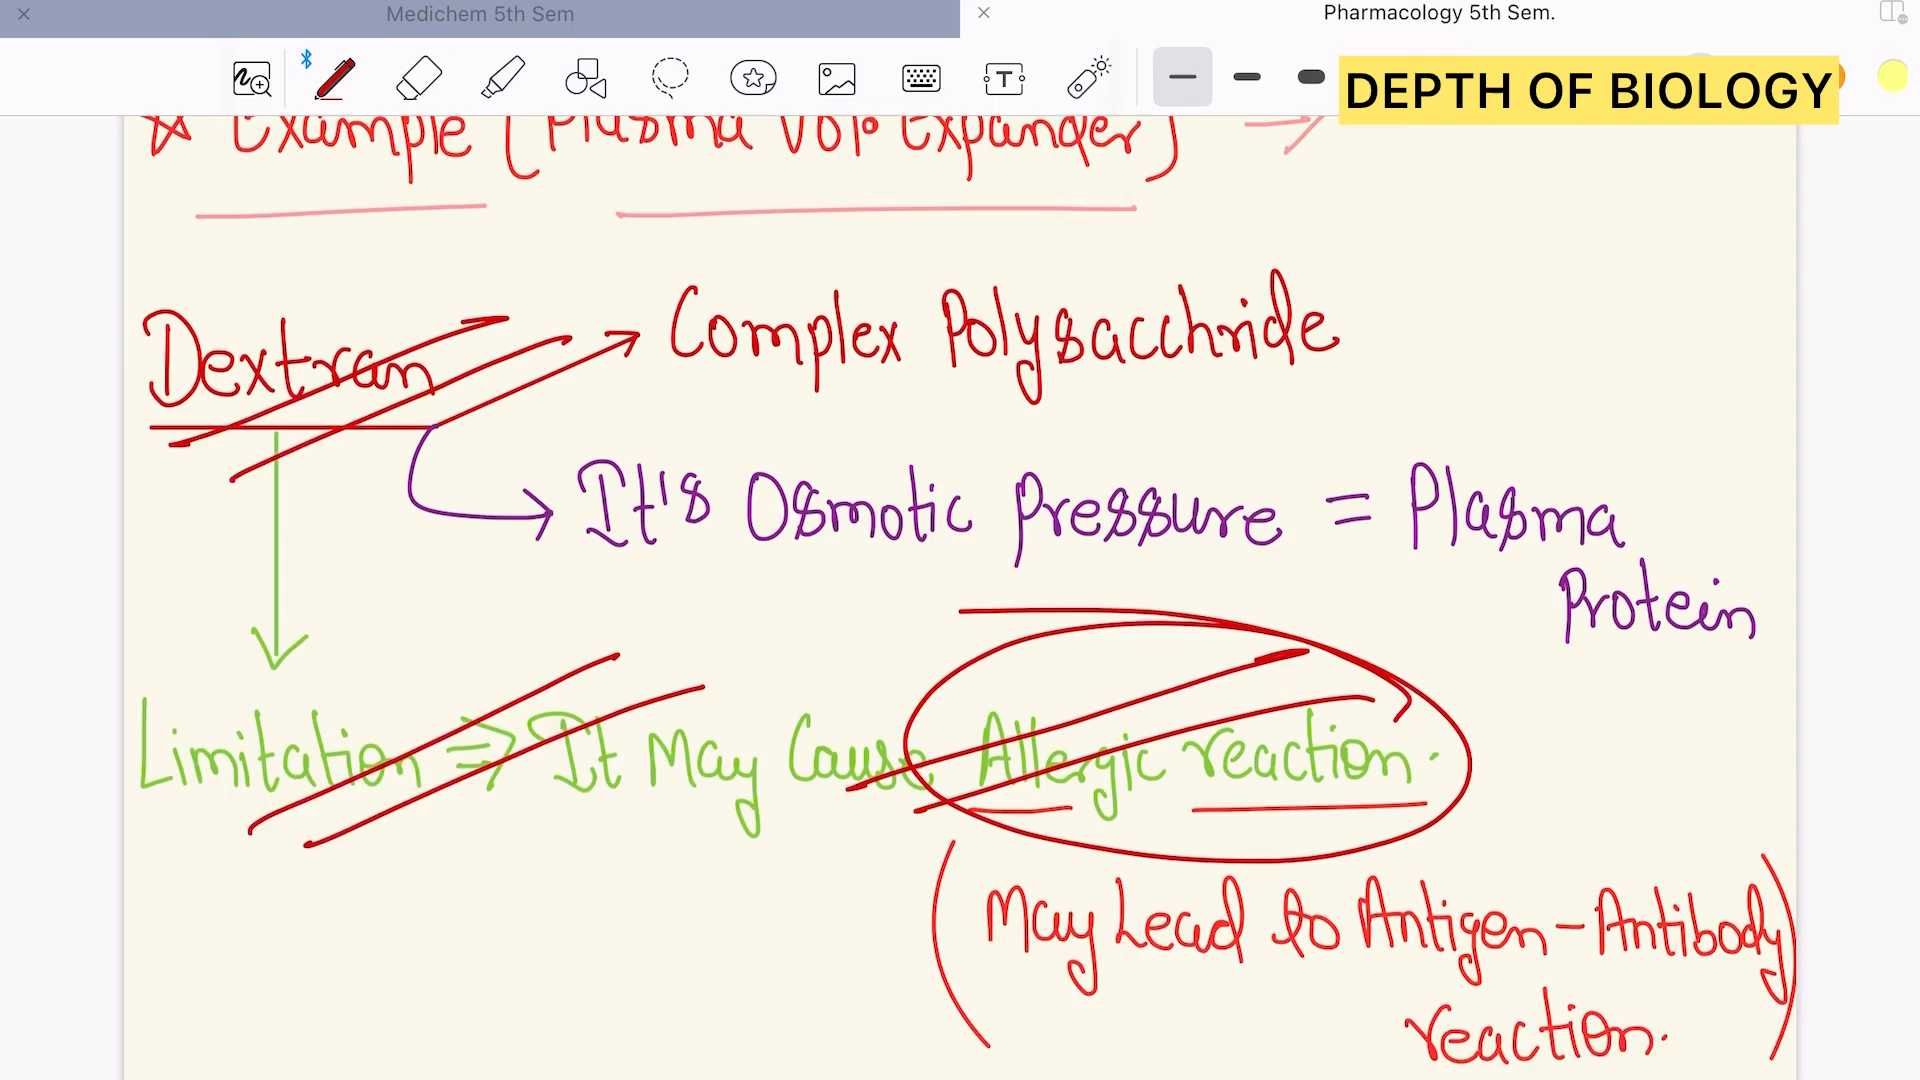 Medichem 5th Sem
Pharmacology 5th Sem.
T
DEPTH OF BIOLOGY
Example (Plasma Vol. Expander)
Dextran
Complex Polysacchride
It's Osmotic Pressure = Plasma
Protein
Limitation ⇒ It May Cause Allergic reaction.
(May Lead to Antigen-Antibody
reaction.)